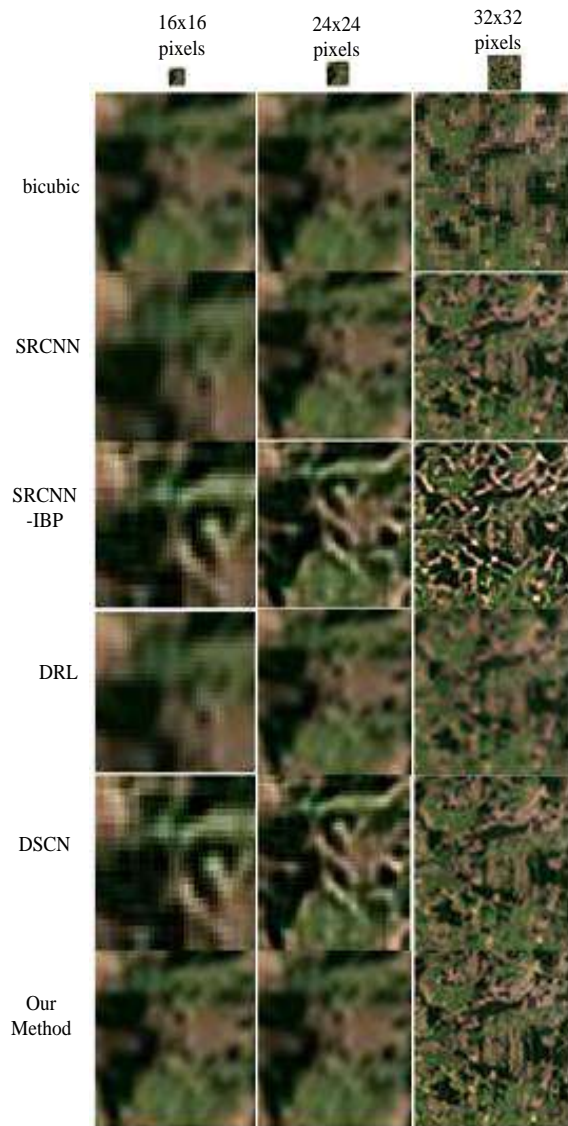 16x16
pixels
24x24
pixels
32x32
pixels
bicubic
SRCNN
SRCNN
-IBP
DRL
DSCN
Our
Method